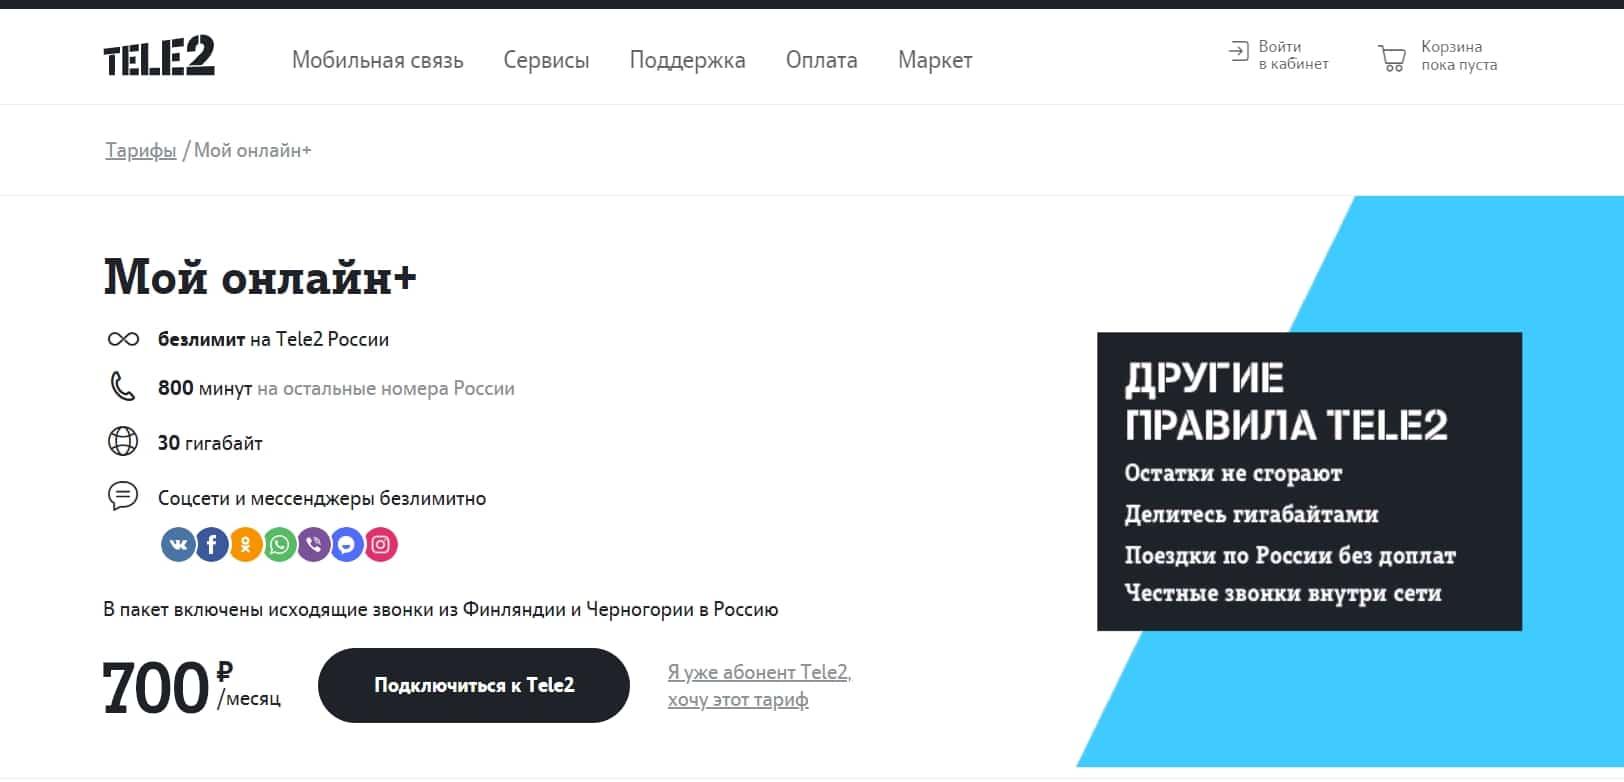 TELE2
Мобильная связь Сервисы Поддержка Оплата Маркет
Войти
в кабинет
Корзина
пока пуста
Тарифы / Мой онлайн+
Мой онлайн+
безлимит на Tele2 России
800 минут на остальные номера России
30 гигабайт
Соцсети и мессенджеры безлимитно
В пакет включены исходящие звонки из Финляндии и Черногории в Россию
700 ₽
/месяц
Подключиться к Tele2
Я уже абонент Tele2,
хочу этот тариф
ДРУГИЕ
ПРАВИЛА TELE2
Остатки не сгорают
Делитесь гигабайтами
Поездки по России без доплат
Честные звонки внутри сети